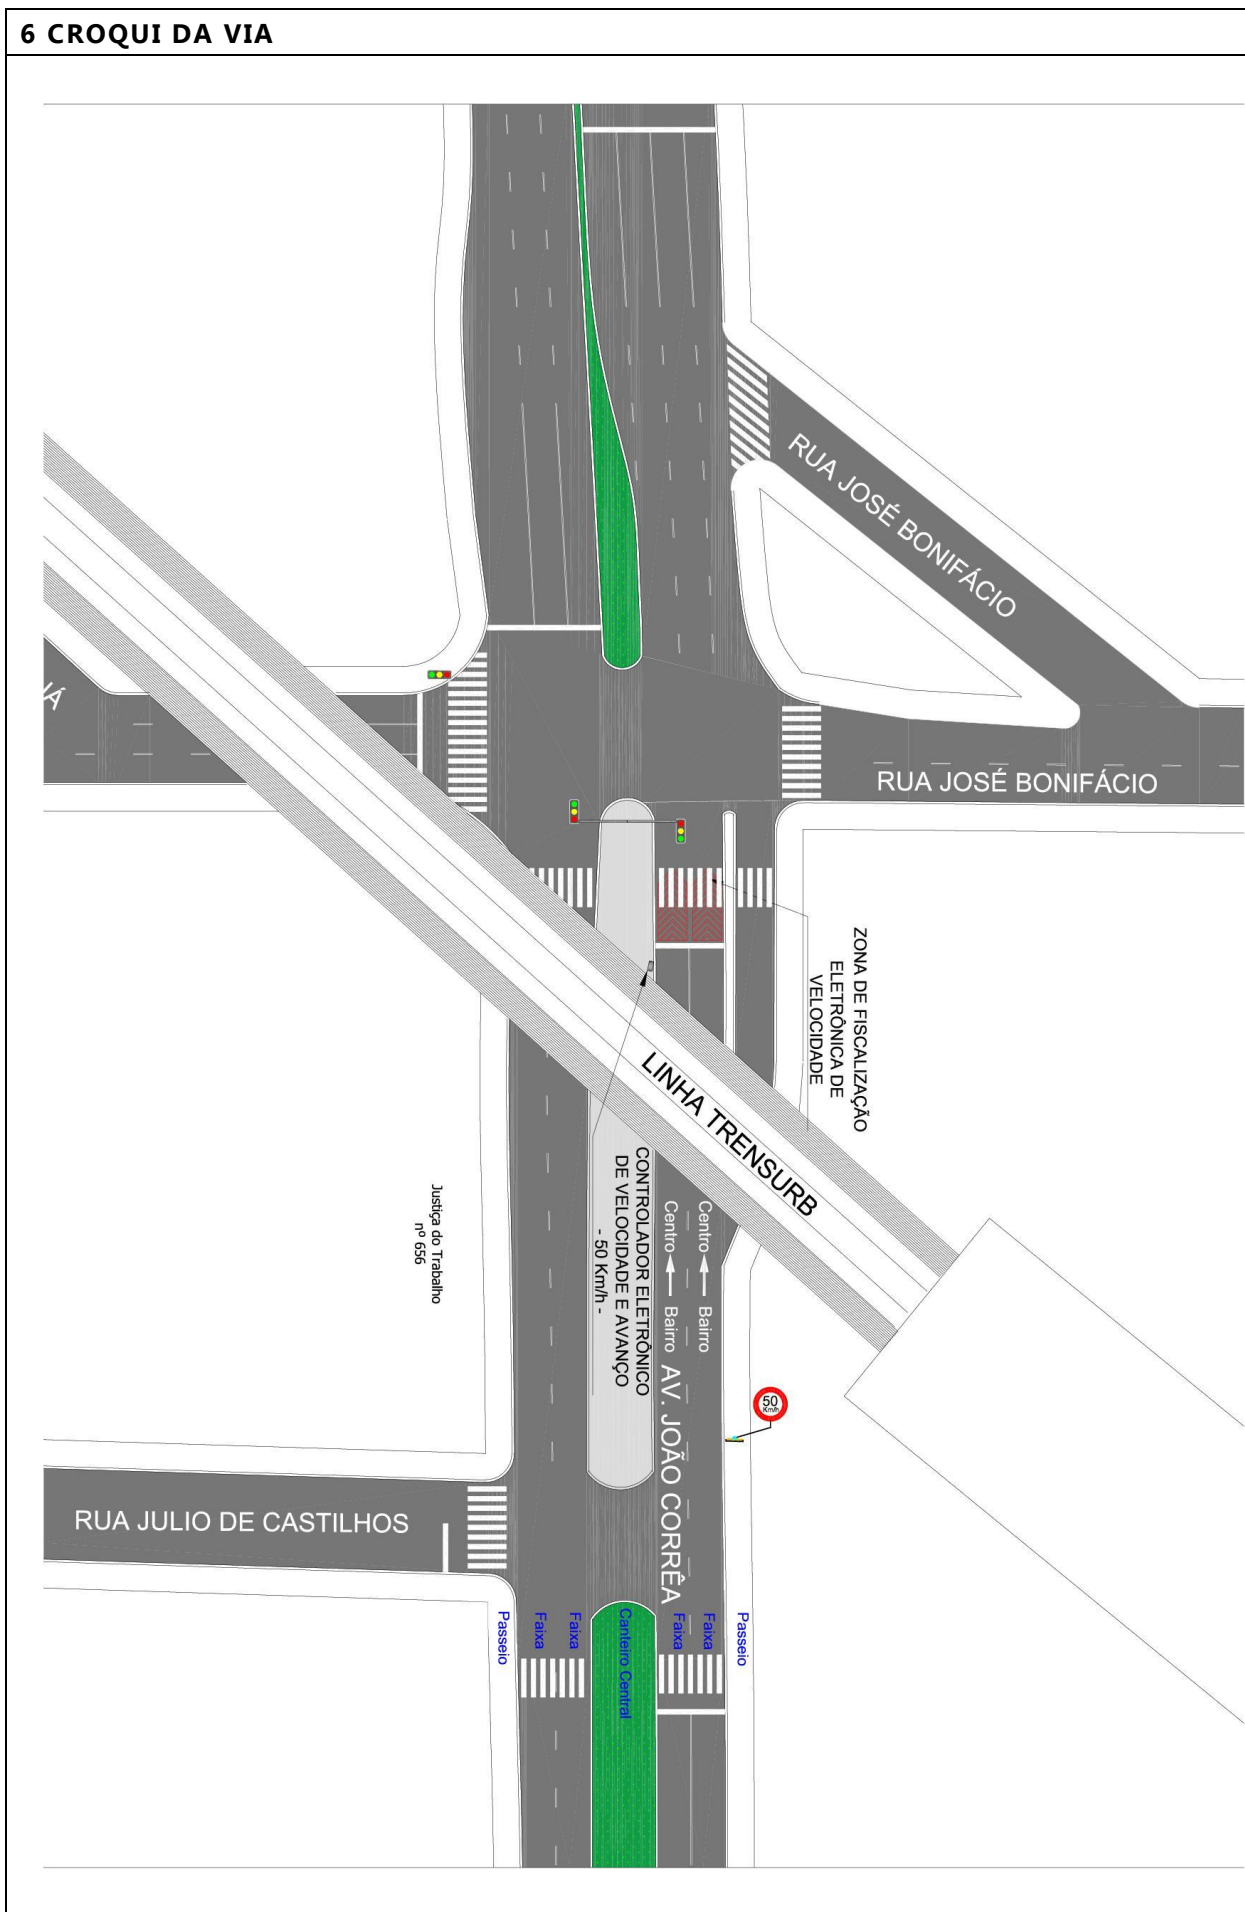 6 CROQUI DA VIA
RUA JOSÉ BONIFÁCIO
JÁ
RUA JOSÉ BONIFÁCIO
ZONA DE FISCALIZAÇÃO
ELETRÔNICA DE
VELOCIDADE
LINHA TRENSURB
CONTROLADOR ELETRÔNICO
DE VELOCIDADE E AVANÇO
- 50 Km/h -
Justiça do Trabalho
nº 656
Centro Bairro
Centro Bairro
AV. JOÃO CORRÊA
50
Km/h
RUA JULIO DE CASTILHOS
Passeio
Faixa
Faixa
Canteiro Central
Faixa
Faixa
Passeio